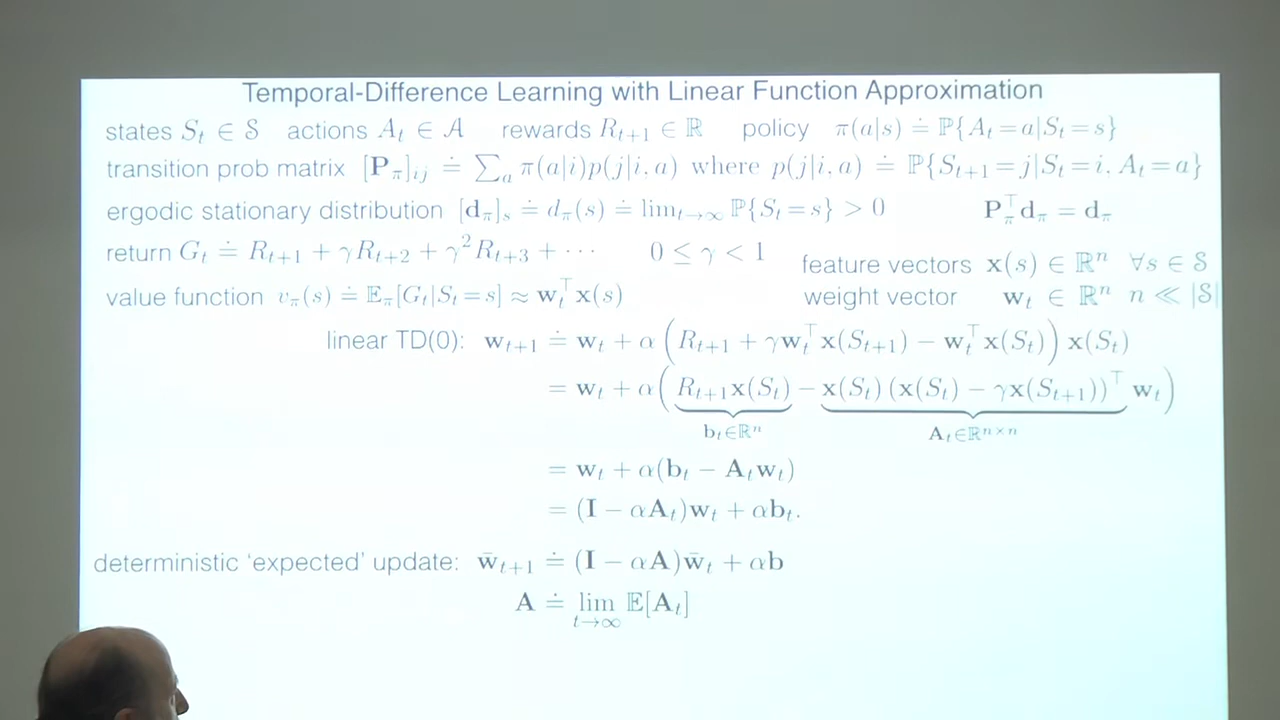 Temporal-Difference Learning with Linear Function Approximation
states S_t ∈ 𝒮 actions A_t ∈ 𝒜 rewards R_{t+1} ∈ ℝ policy π(a|s) ≐ ℙ{A_t=a|S_t=s}
transition prob matrix [P_π]_{ij} ≐ ∑_a π(a|i)p(j|i,a) where p(j|i,a) ≐ ℙ{S_{t+1}=j|S_t=i, A_t=a}
ergodic stationary distribution [d_π]_s ≐ d_π(s) ≐ lim_{t→∞} ℙ{S_t=s} > 0 P_π^⊤ d_π = d_π
return G_t ≐ R_{t+1} + γR_{t+2} + γ²R_{t+3} + ⋯ 0 ≤ γ < 1
feature vectors x(s) ∈ ℝⁿ ∀s ∈ 𝒮
value function v_π(s) ≐ 𝔼_π[G_t|S_t=s] ≈ w_t^⊤ x(s)
weight vector w_t ∈ ℝⁿ n ≪ |𝒮|
linear TD(0): w_{t+1} ≐ w_t + α(R_{t+1} + γw_t^⊤ x(S_{t+1}) − w_t^⊤ x(S_t)) x(S_t)
= w_t + α(R_{t+1}x(S_t) − x(S_t)(x(S_t) − γx(S_{t+1}))^⊤ w_t)
b_t∈ℝⁿ A_t∈ℝ^{n×n}
= w_t + α(b_t − A_t w_t)
= (I − αA_t)w_t + αb_t.
deterministic ‘expected’ update: w̄_{t+1} ≐ (I − αA)w̄_t + αb
A ≐ lim_{t→∞} 𝔼[A_t]